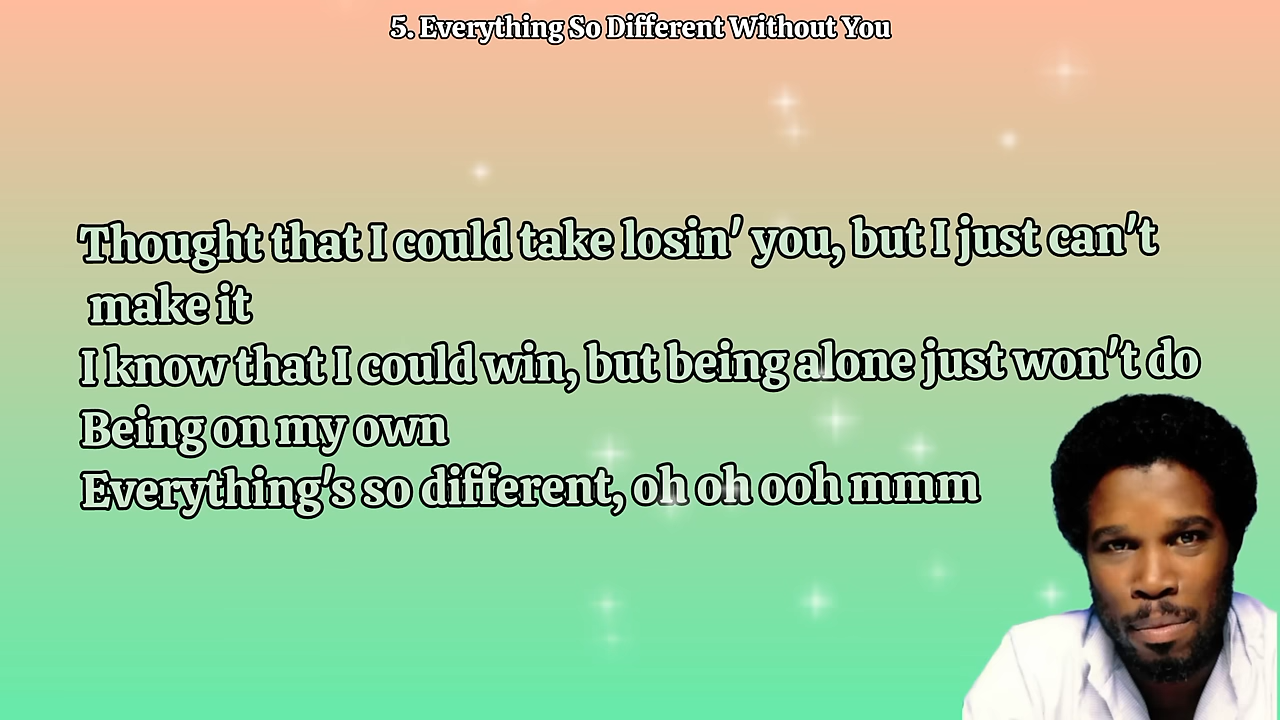 5. Everything So Different Without You
Thought that I could take losin' you, but I just can't
make it
I know that I could win, but being alone just won't do
Being on my own
Everything's so different, oh oh ooh mmm